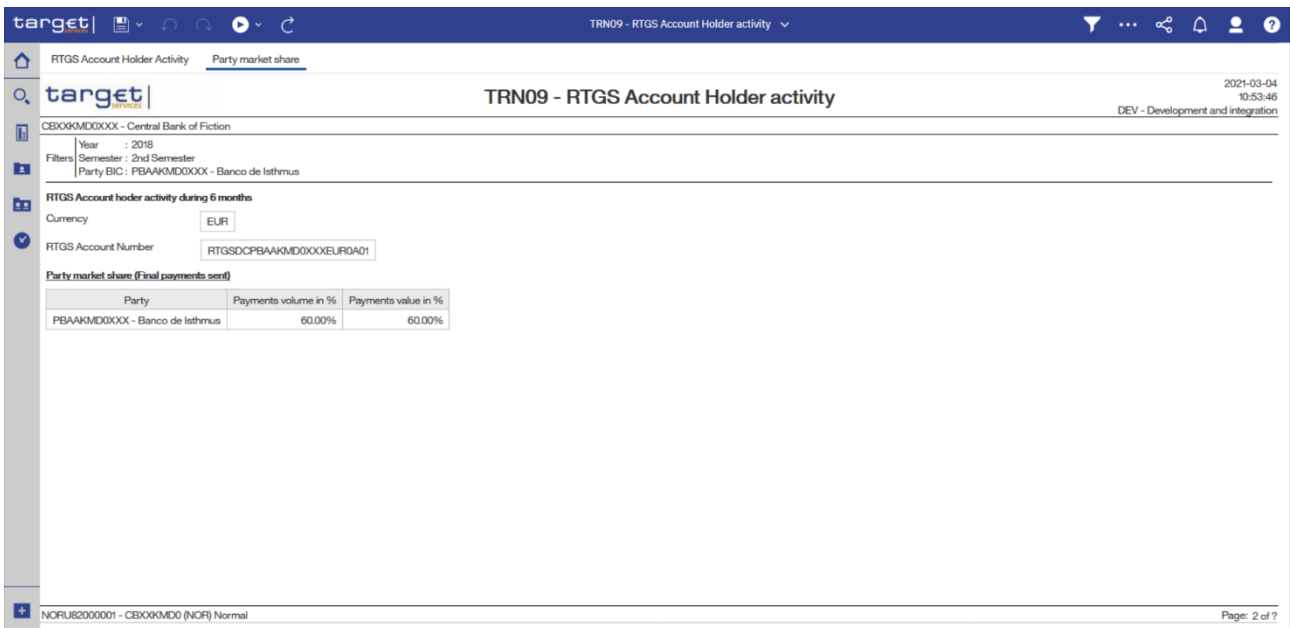 target| services TRN09 - RTGS Account Holder activity ?
RTGS Account Holder Activity Party market share
target| services TRN09 - RTGS Account Holder activity
2021-03-04
10:53:46
DEV - Development and integration
CBXXKMD0XXX - Central Bank of Fiction
Year : 2018
Filters Semester : 2nd Semester
Party BIC : PBAAKMD0XXX - Banco de Isthmus
RTGS Account hoder activity during 6 months
Currency EUR
RTGS Account Number RTGSDCPBAAKMD0XXXEUR0A01
Party market share (Final payments sent)
Party Payments volume in % Payments value in %
PBAAKMD0XXX - Banco de Isthmus 60.00% 60.00%
NORU82000001 - CBXXKMD0 (NOR) Normal Page: 2 of ?